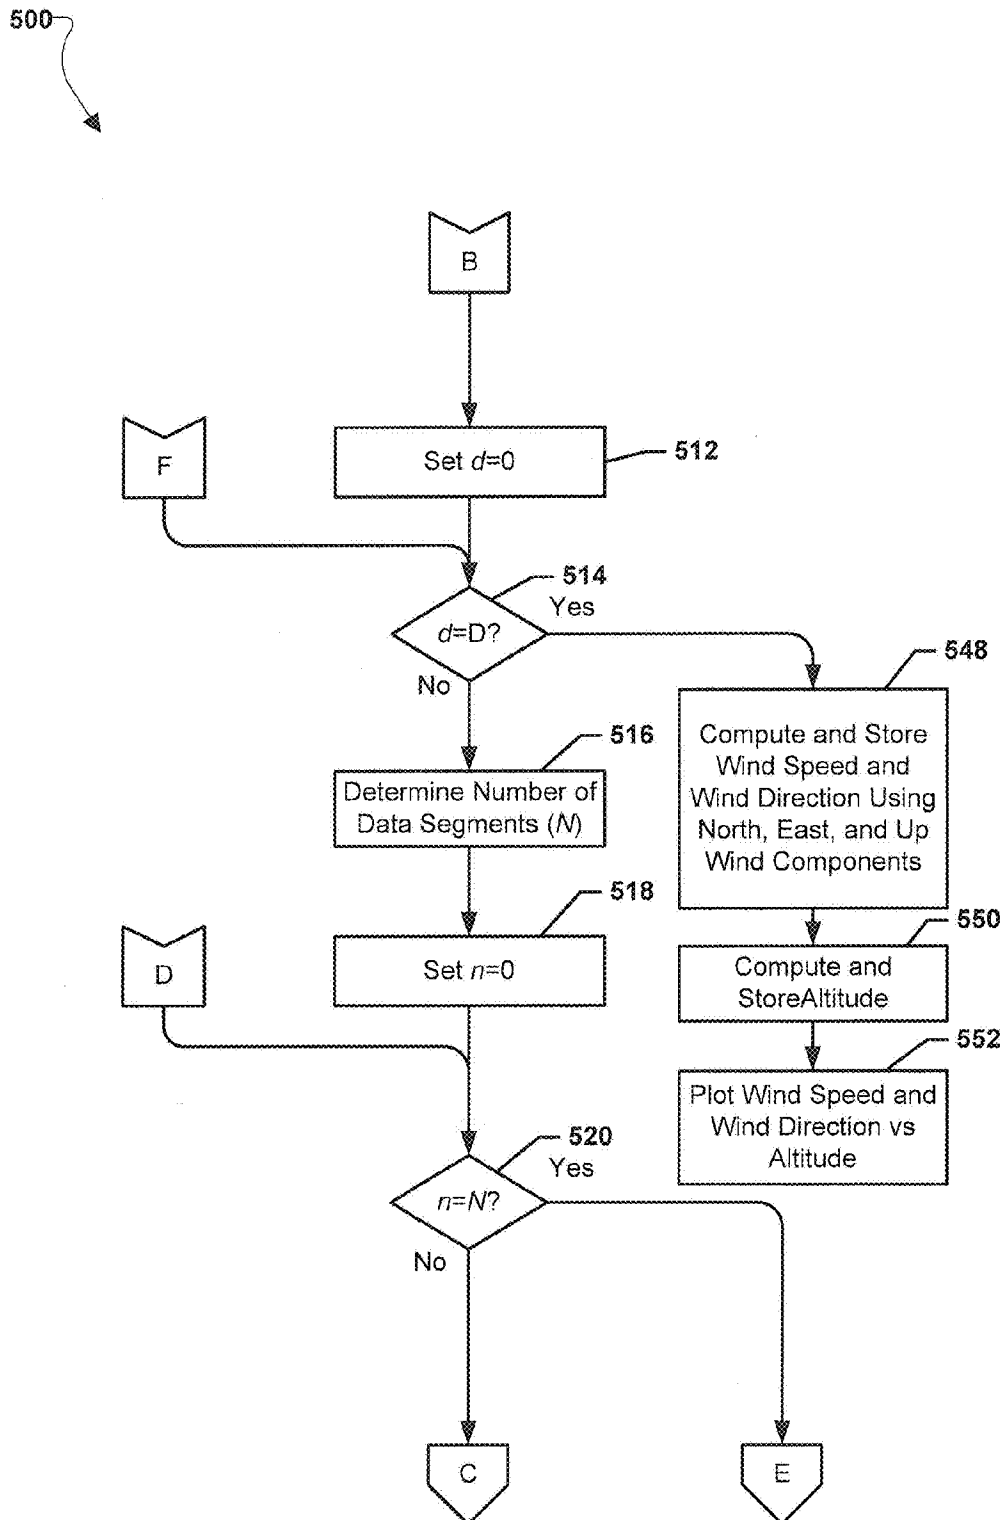 500
B
F
Set d=0
512
514
Yes
d=D?
No
548
516
Compute and Store
Wind Speed and
Wind Direction Using
North, East, and Up
Wind Components
Determine Number of
Data Segments (N)
518
550
D
Set n=0
Compute and
StoreAltitude
552
Plot Wind Speed and
Wind Direction vs
Altitude
520
Yes
n=N?
No
C
E